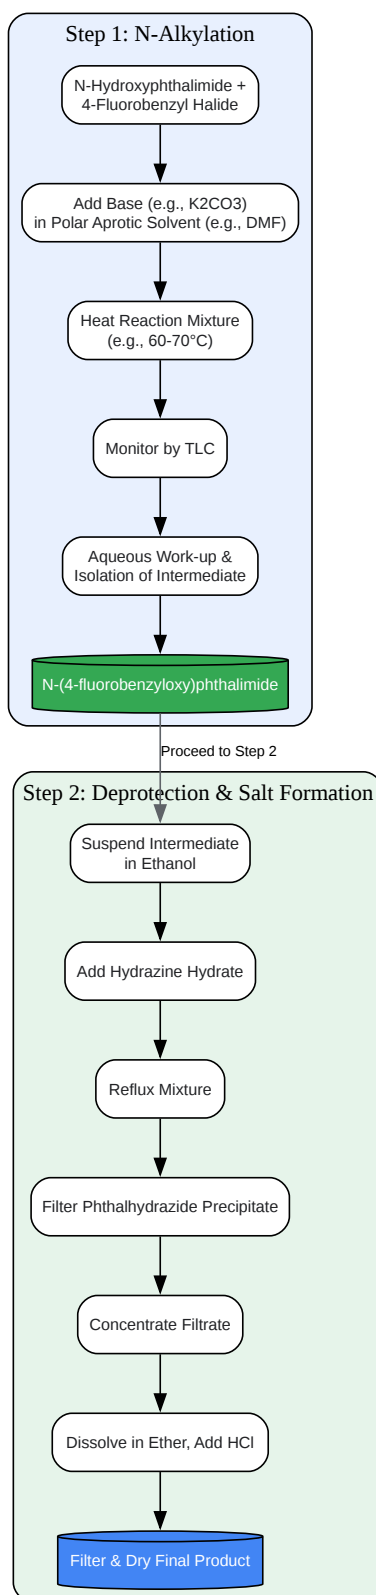 Step 1: N-Alkylation
N-Hydroxyphthalimide +
4-Fluorobenzyl Halide
Add Base (e.g., K2CO3)
in Polar Aprotic Solvent (e.g., DMF)
Heat Reaction Mixture
(e.g., 60-70°C)
Monitor by TLC
Aqueous Work-up &
Isolation of Intermediate
N-(4-fluorobenzyloxy)phthalimide
Proceed to Step 2
Step 2: Deprotection & Salt Formation
Suspend Intermediate
in Ethanol
Add Hydrazine Hydrate
Reflux Mixture
Filter Phthalhydrazide Precipitate
Concentrate Filtrate
Dissolve in Ether, Add HCl
Filter & Dry Final Product